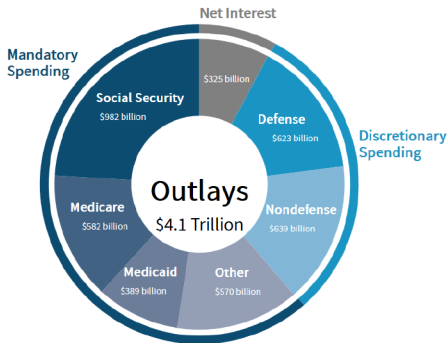 Net Interest
$325 billion
Mandatory
Spending
Social Security
$982 billion
Defense
$623 billion
Discretionary
Spending
Outlays
$4.1 Trillion
Medicare
$582 billion
Nondefense
$639 billion
Medicaid
$389 billion
Other
$570 billion